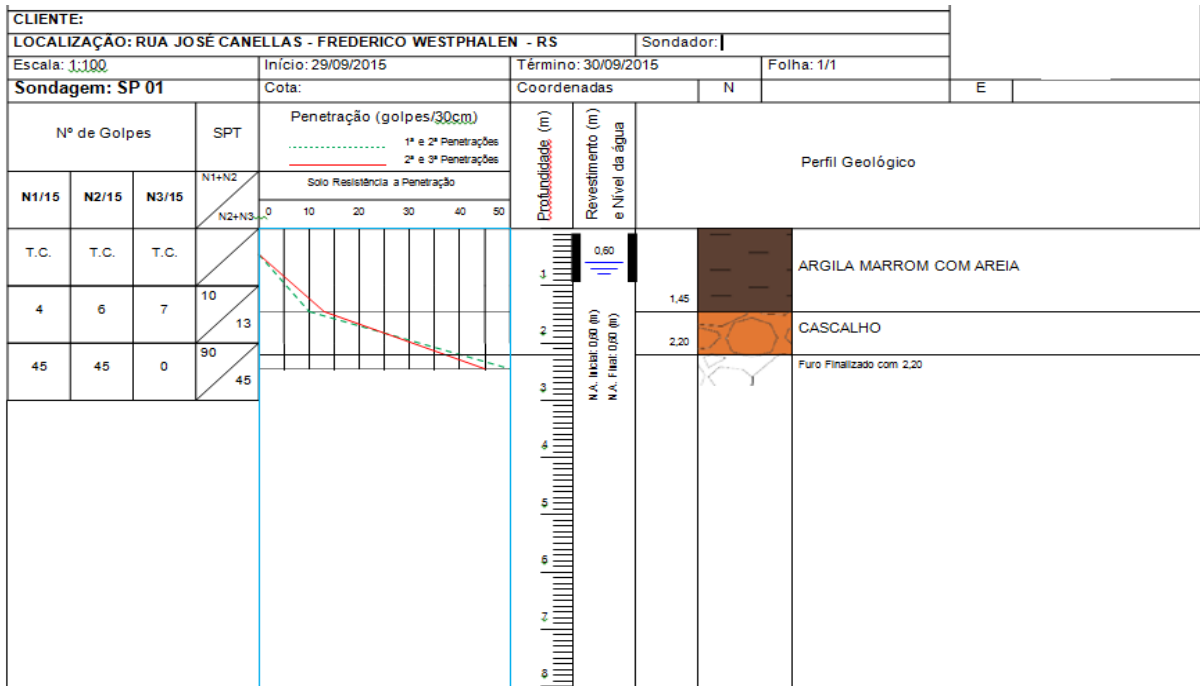 CLIENTE:
LOCALIZAÇÃO: RUA JOSÉ CANELLAS - FREDERICO WESTPHALEN - RS Sondador:
Escala: 1:100 Início: 29/09/2015 Término: 30/09/2015 Folha: 1/1
Sondagem: SP 01 Cota: Coordenadas N E
Nº de Golpes SPT
Penetração (golpes/30cm)
1ª e 2ª Penetrações
2ª e 3ª Penetrações
Solo Resistência a Penetração
Profundidade (m)
Revestimento (m)
e Nível da água
Perfil Geológico
N1/15 N2/15 N3/15 N1+N2 N2+N3
0 10 20 30 40 50
T.C. T.C. T.C.
4 6 7 10 13
45 45 0 90 45
1
2
3
4
5
6
7
8
0,60
N.A. Inicial: 0,60 (m)
N.A. Final: 0,60 (m)
1,45
ARGILA MARROM COM AREIA
2,20
CASCALHO
Furo Finalizado com 2,20